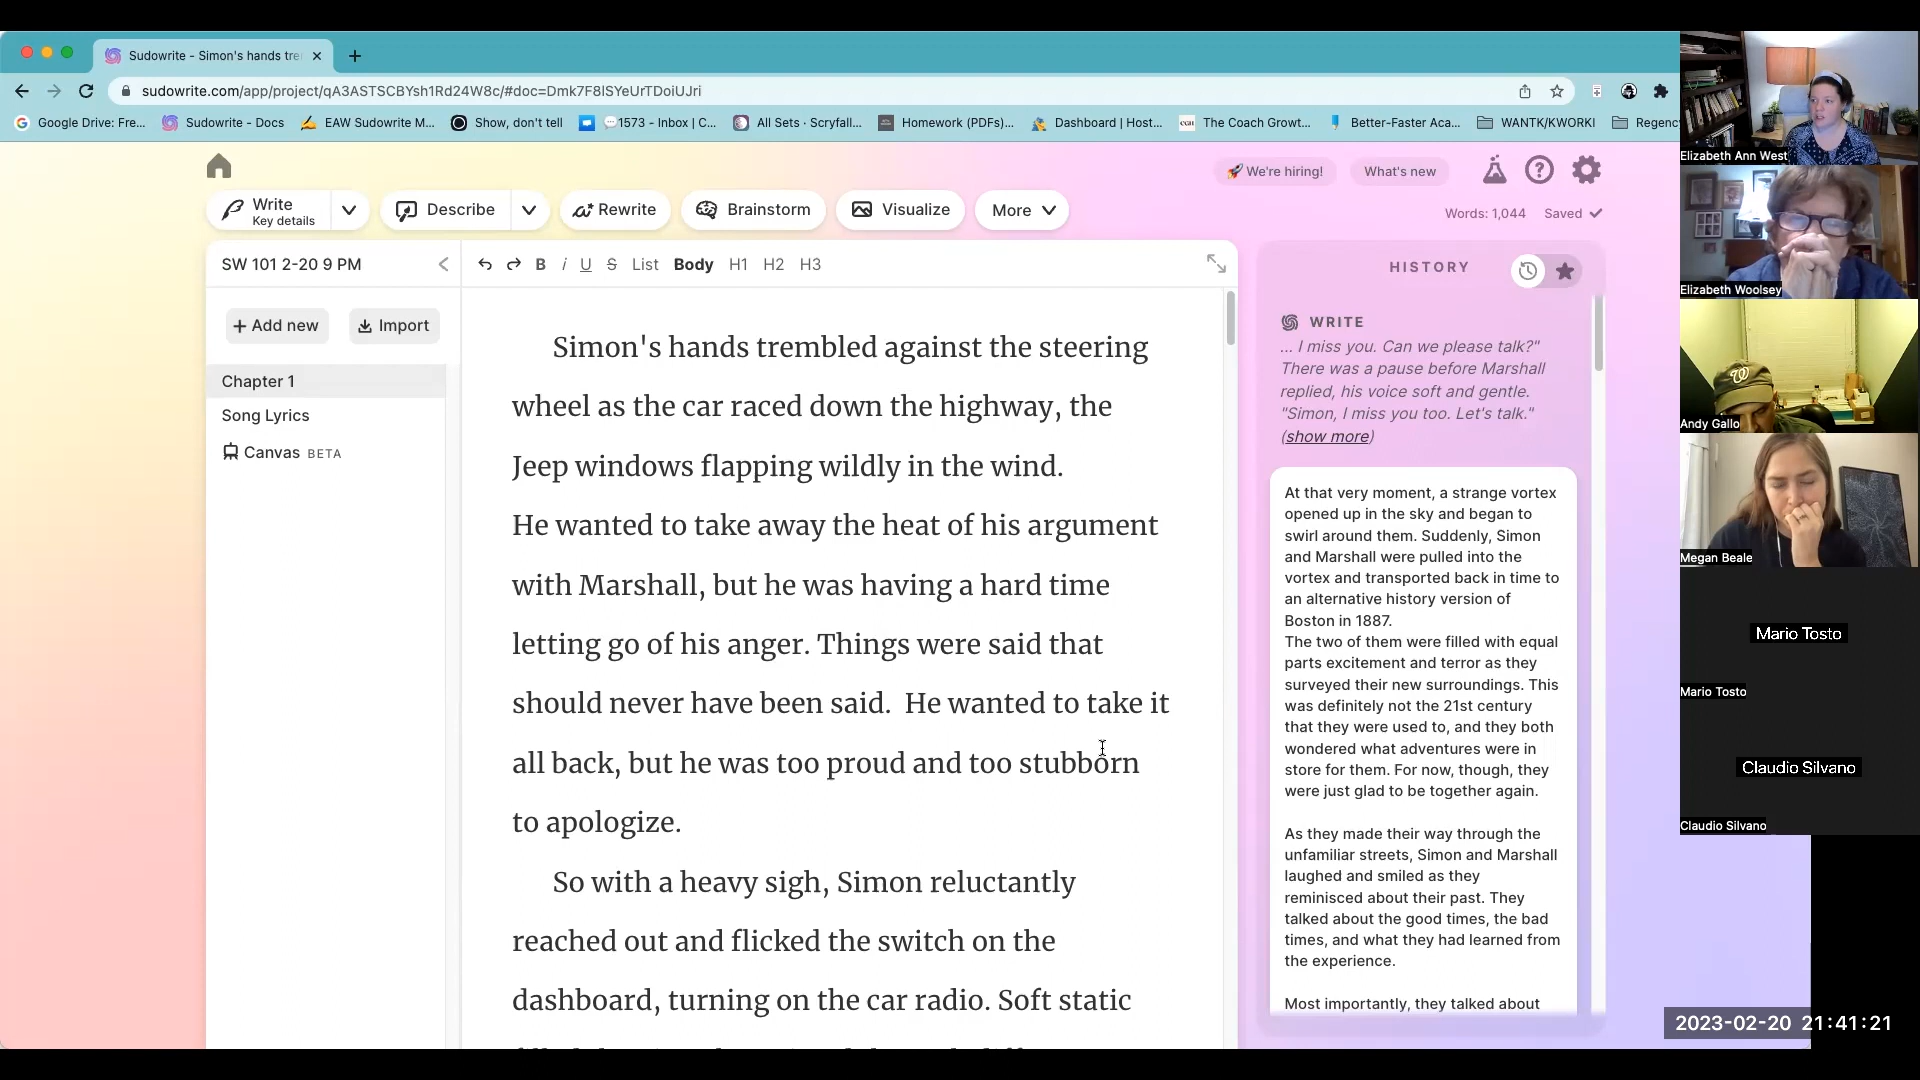 Sudowrite - Simon's hands tre
sudowrite.com/app/project/qA3ASTSCBYsh1Rd24W8c/#doc=Dmk7F8lSYeUrTDoiUJri
Google Drive: Fre...
Sudowrite - Docs
EAW Sudowrite M...
Show, don't tell
1573 - Inbox | C...
All Sets · Scryfall...
Homework (PDFs)...
Dashboard | Host...
The Coach Growt...
Better-Faster Aca...
WANTK/KWORKI
Regency
We're hiring!
What's new
Write
Key details
Describe
Rewrite
Brainstorm
Visualize
More
Words: 1,044
Saved
SW 101 2-20 9 PM
B i U S List Body H1 H2 H3
+ Add new
Import
Chapter 1
Song Lyrics
Canvas BETA
Simon's hands trembled against the steering
wheel as the car raced down the highway, the
Jeep windows flapping wildly in the wind.
He wanted to take away the heat of his argument
with Marshall, but he was having a hard time
letting go of his anger. Things were said that
should never have been said.  He wanted to take it
all back, but he was too proud and too stubborn
to apologize.
So with a heavy sigh, Simon reluctantly
reached out and flicked the switch on the
dashboard, turning on the car radio. Soft static
HISTORY
WRITE
... I miss you. Can we please talk?"
There was a pause before Marshall
replied, his voice soft and gentle.
"Simon, I miss you too. Let's talk."
(show more)
At that very moment, a strange vortex
opened up in the sky and began to
swirl around them. Suddenly, Simon
and Marshall were pulled into the
vortex and transported back in time to
an alternative history version of
Boston in 1887.
The two of them were filled with equal
parts excitement and terror as they
surveyed their new surroundings. This
was definitely not the 21st century
that they were used to, and they both
wondered what adventures were in
store for them. For now, though, they
were just glad to be together again.
As they made their way through the
unfamiliar streets, Simon and Marshall
laughed and smiled as they
reminisced about their past. They
talked about the good times, the bad
times, and what they had learned from
the experience.
Most importantly, they talked about
Elizabeth Ann West
Elizabeth Woolsey
Andy Gallo
Megan Beale
Mario Tosto
Mario Tosto
Claudio Silvano
Claudio Silvano
2023-02-20 21:41:21